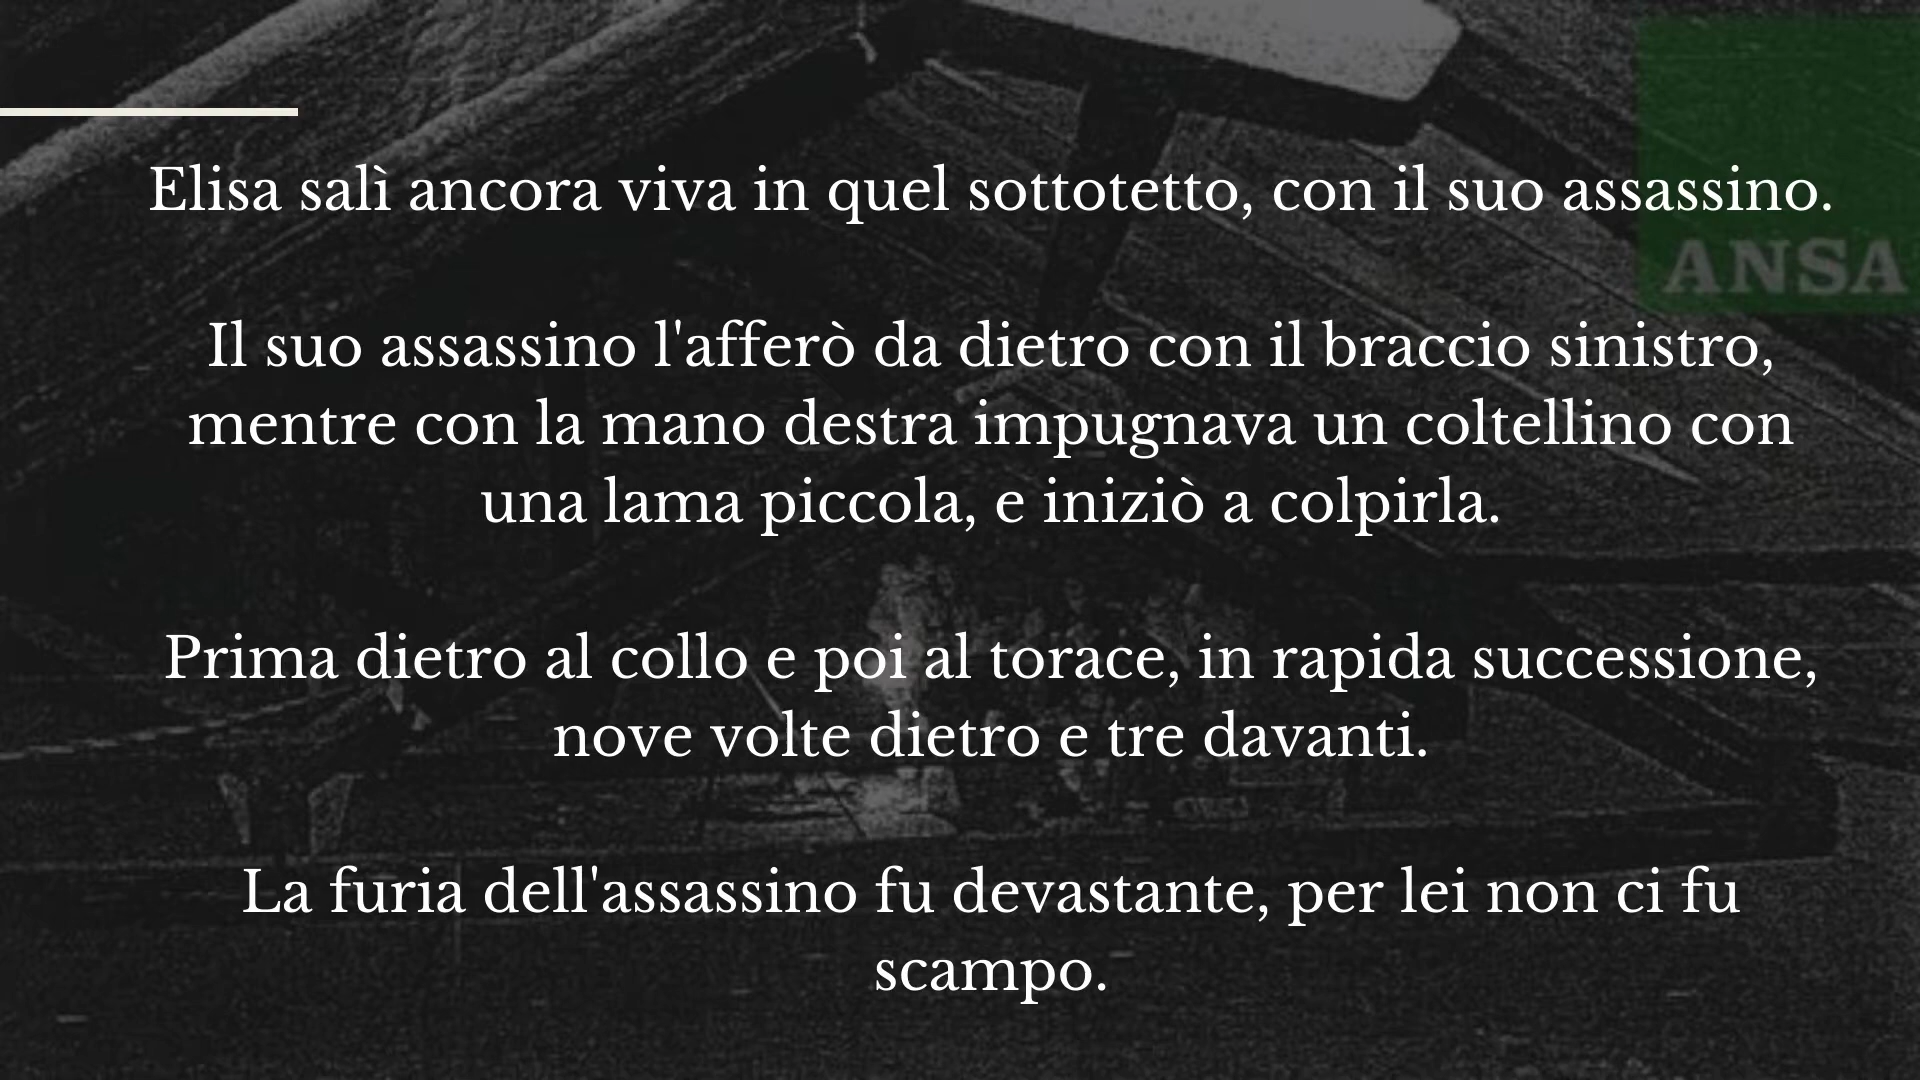 Elisa salì ancora viva in quel sottotetto, con il suo assassino.
ANSA
Il suo assassino l'afferò da dietro con il braccio sinistro,
mentre con la mano destra impugnava un coltellino con
una lama piccola, e iniziò a colpirla.
Prima dietro al collo e poi al torace, in rapida successione,
nove volte dietro e tre davanti.
La furia dell'assassino fu devastante, per lei non ci fu
scampo.